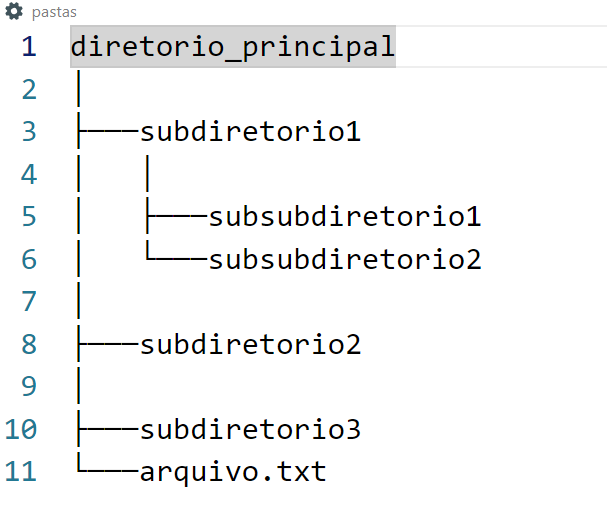 pastas
1 diretorio_principal
2 │
3 ├───subdiretorio1
4 │   │
5 │   ├───subsubdiretorio1
6 │   └───subsubdiretorio2
7 │
8 ├───subdiretorio2
9 │
10 ├───subdiretorio3
11 └───arquivo.txt